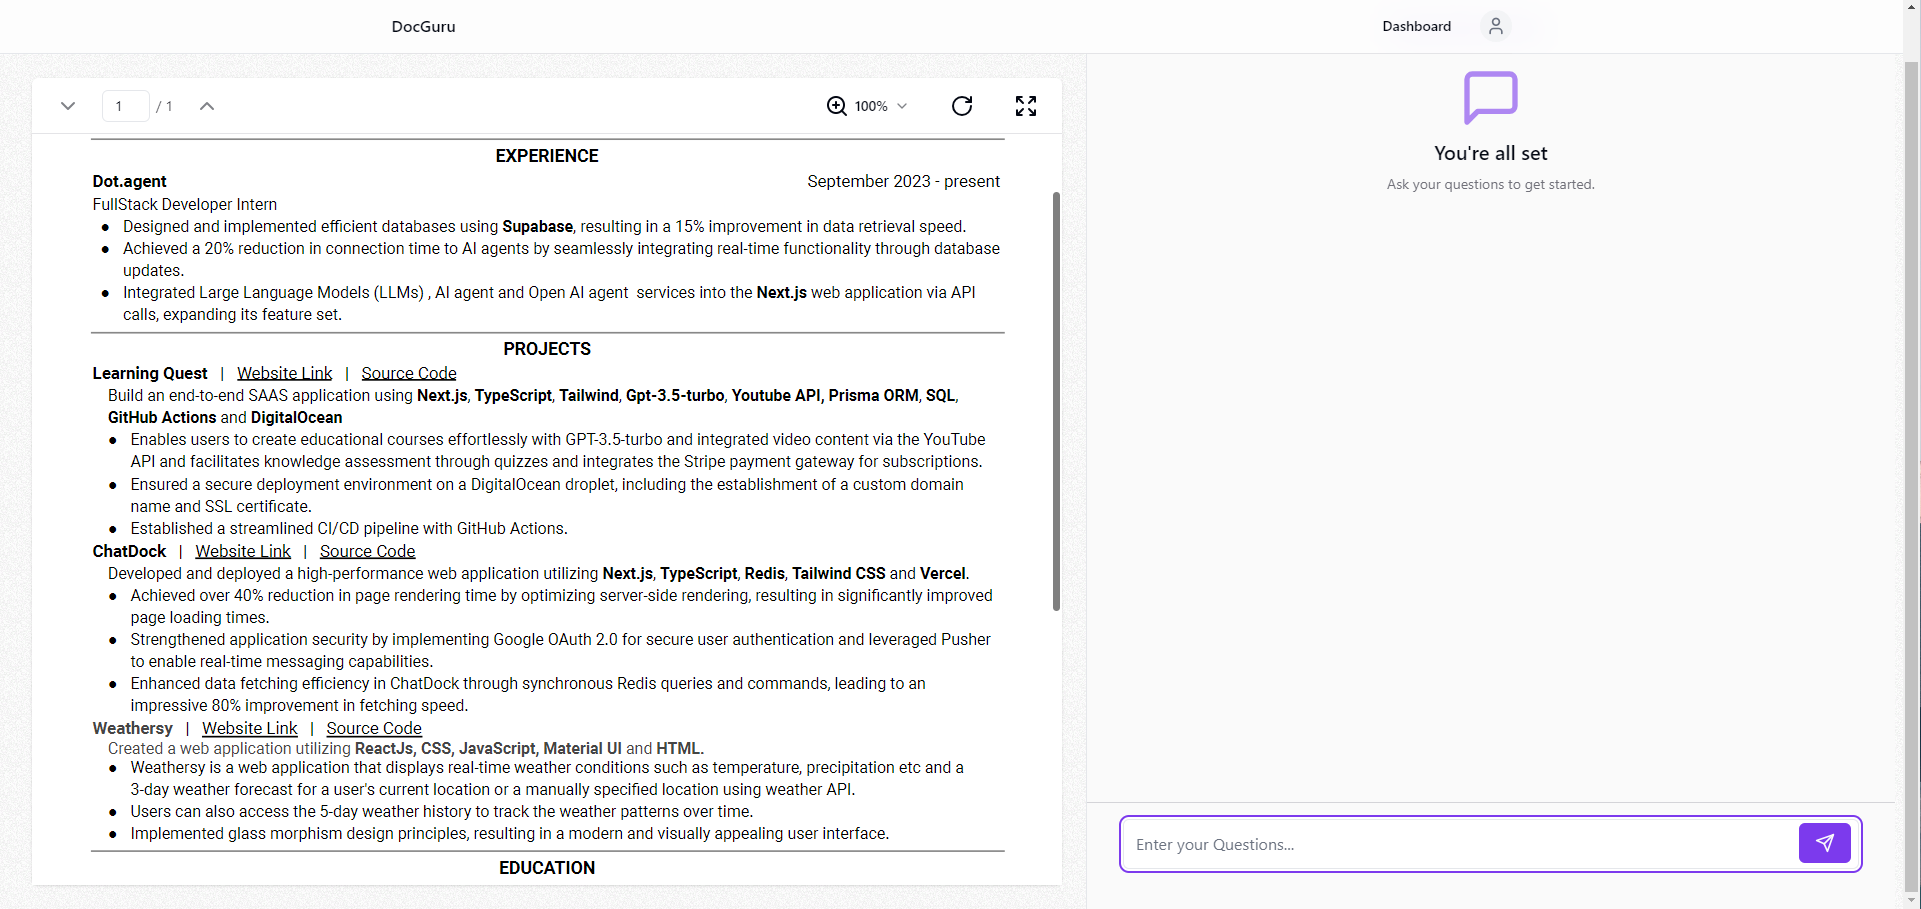 DocGuru
Dashboard
1 / 1
100%
EXPERIENCE
Dot.agent September 2023 - present
FullStack Developer Intern
● Designed and implemented efficient databases using Supabase, resulting in a 15% improvement in data retrieval speed.
● Achieved a 20% reduction in connection time to AI agents by seamlessly integrating real-time functionality through database
updates.
● Integrated Large Language Models (LLMs) , AI agent and Open AI agent  services into the Next.js web application via API
calls, expanding its feature set.
PROJECTS
Learning Quest | Website Link | Source Code
Build an end-to-end SAAS application using Next.js, TypeScript, Tailwind, Gpt-3.5-turbo, Youtube API, Prisma ORM, SQL,
GitHub Actions and DigitalOcean
● Enables users to create educational courses effortlessly with GPT-3.5-turbo and integrated video content via the YouTube
API and facilitates knowledge assessment through quizzes and integrates the Stripe payment gateway for subscriptions.
● Ensured a secure deployment environment on a DigitalOcean droplet, including the establishment of a custom domain
name and SSL certificate.
● Established a streamlined CI/CD pipeline with GitHub Actions.
ChatDock | Website Link | Source Code
Developed and deployed a high-performance web application utilizing Next.js, TypeScript, Redis, Tailwind CSS and Vercel.
● Achieved over 40% reduction in page rendering time by optimizing server-side rendering, resulting in significantly improved
page loading times.
● Strengthened application security by implementing Google OAuth 2.0 for secure user authentication and leveraged Pusher
to enable real-time messaging capabilities.
● Enhanced data fetching efficiency in ChatDock through synchronous Redis queries and commands, leading to an
impressive 80% improvement in fetching speed.
Weathersy | Website Link | Source Code
Created a web application utilizing ReactJs, CSS, JavaScript, Material UI and HTML.
● Weathersy is a web application that displays real-time weather conditions such as temperature, precipitation etc and a
3-day weather forecast for a user's current location or a manually specified location using weather API.
● Users can also access the 5-day weather history to track the weather patterns over time.
● Implemented glass morphism design principles, resulting in a modern and visually appealing user interface.
EDUCATION
You're all set
Ask your questions to get started.
Enter your Questions...